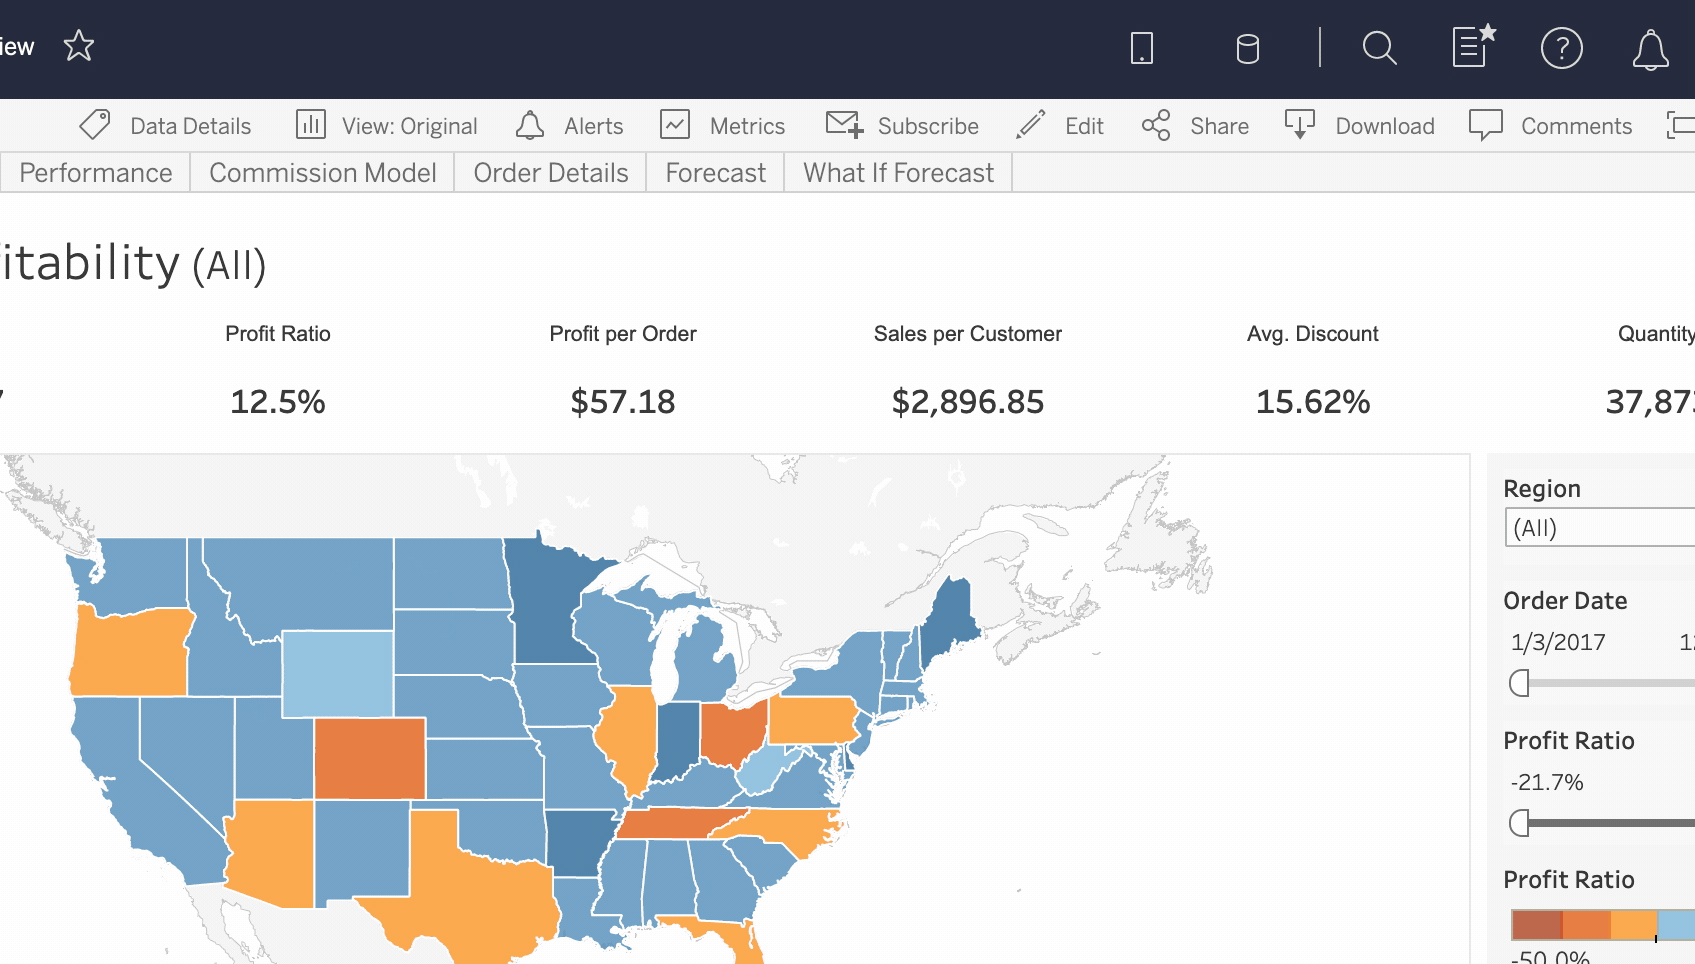 iew
Data Details View: Original Alerts Metrics Subscribe Edit Share Download Comments
Performance Commission Model Order Details Forecast What If Forecast
itability (All)
Profit Ratio Profit per Order Sales per Customer Avg. Discount Quantity
12.5% $57.18 $2,896.85 15.62% 37,873
Region
(All)
Order Date
1/3/2017 12
Profit Ratio
-21.7%
Profit Ratio
-50.0%